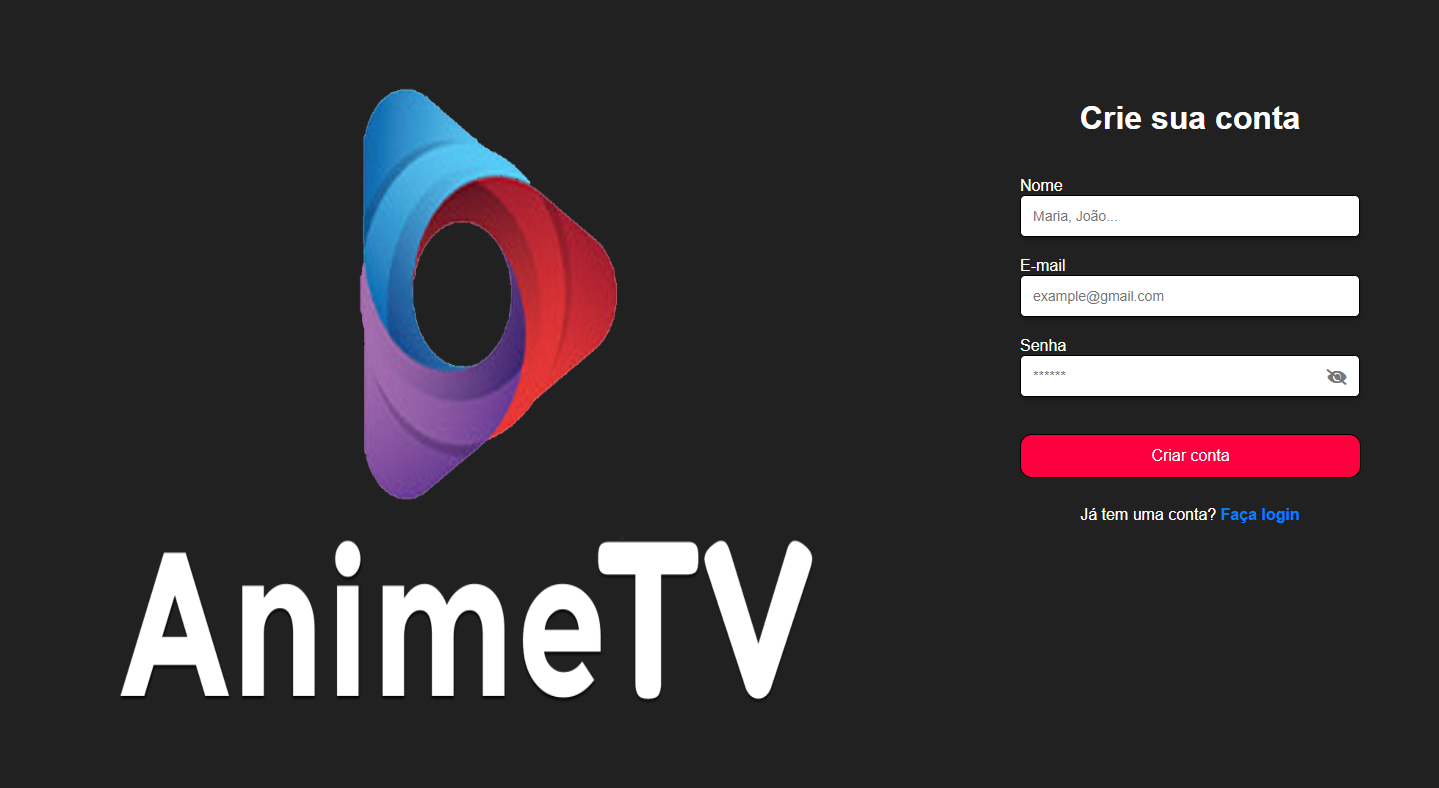 AnimeTV
Crie sua conta
Nome
Maria, João...
E-mail
example@gmail.com
Senha
******
Criar conta
Já tem uma conta? Faça login